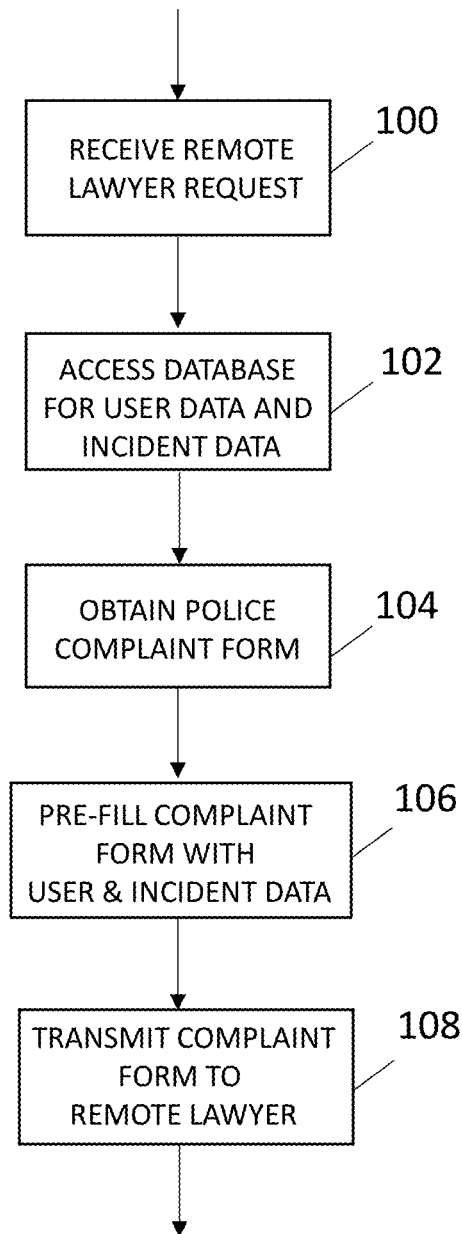 100
RECEIVE REMOTE
LAWYER REQUEST
102
ACCESS DATABASE
FOR USER DATA AND
INCIDENT DATA
104
OBTAIN POLICE
COMPLAINT FORM
106
PRE-FILL COMPLAINT
FORM WITH
USER & INCIDENT DATA
108
TRANSMIT COMPLAINT
FORM TO
REMOTE LAWYER